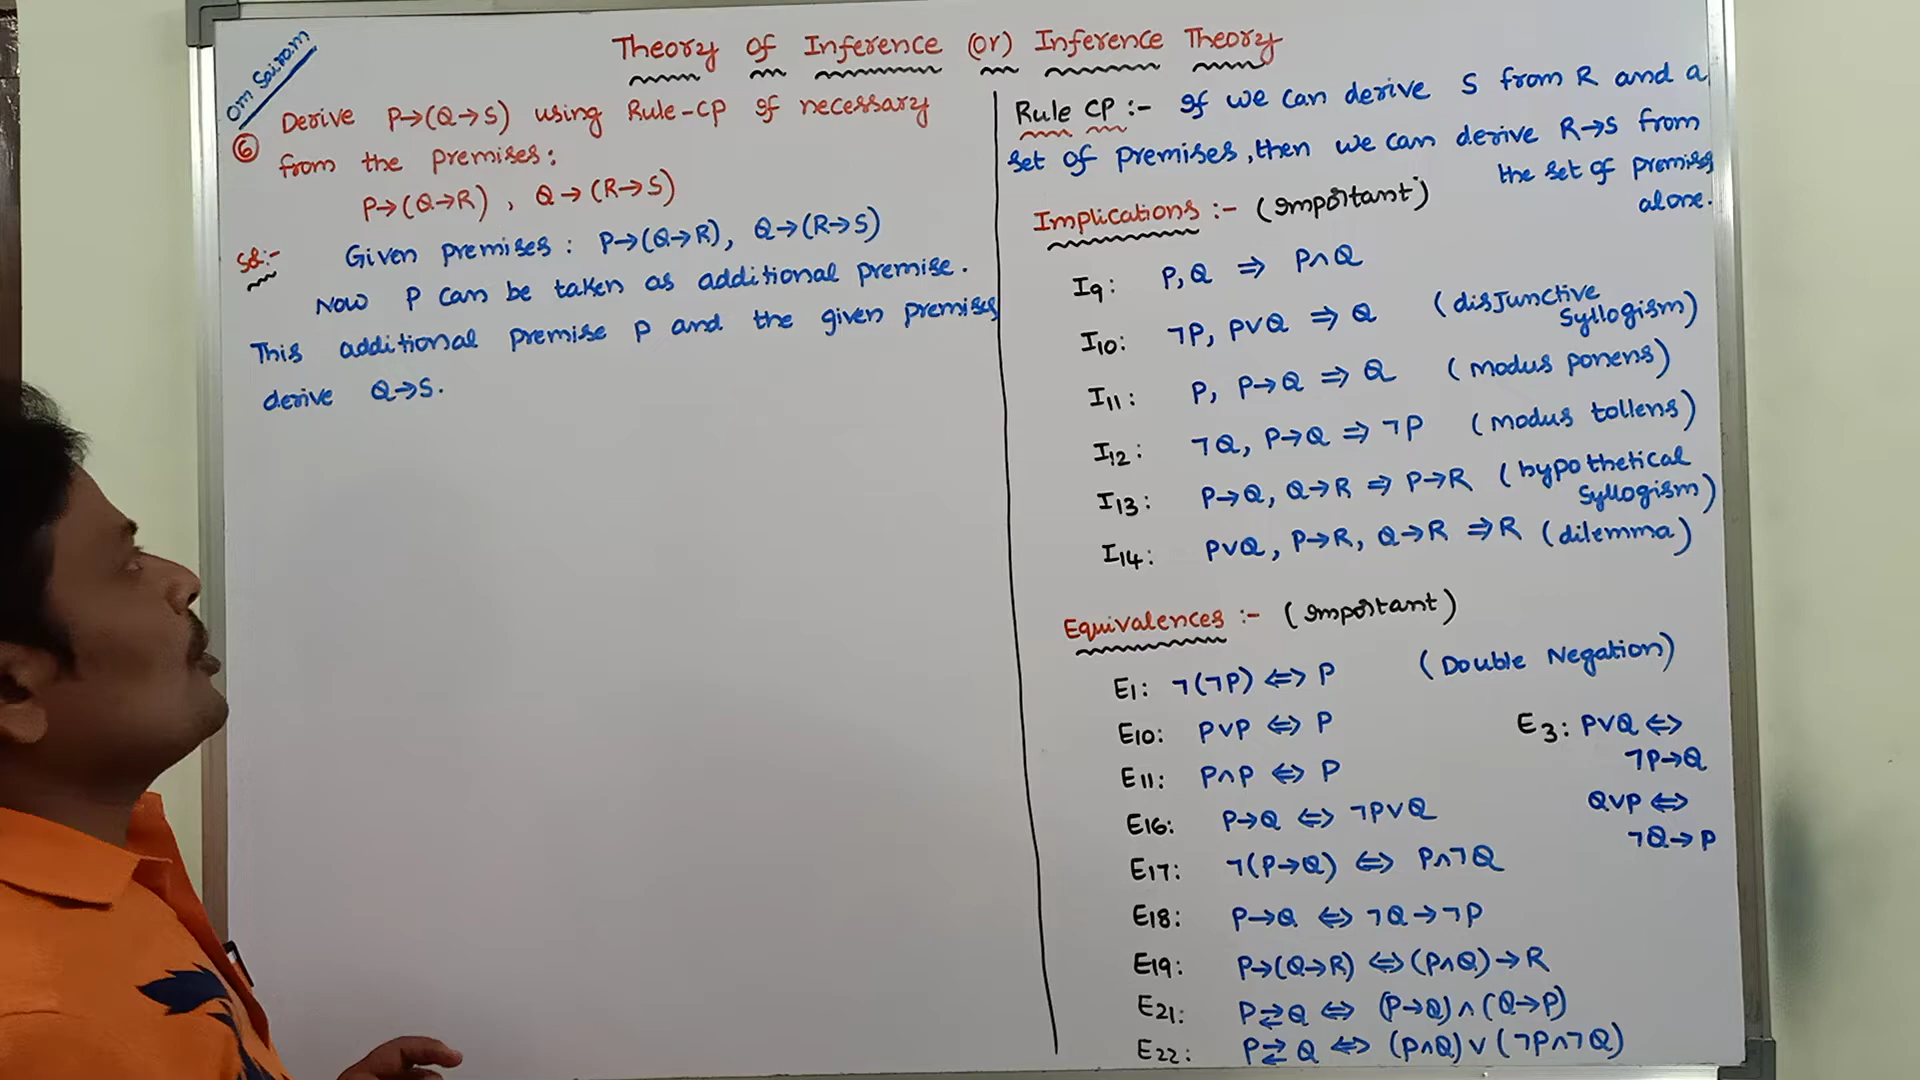 Theory of Inference (or) Inference Theory
Om Sairam
⑥ Derive P→(Q→S) using Rule-CP if necessary
from the premises:
P→(Q→R), Q→(R→S)
Sol:- Given premises: P→(Q→R), Q→(R→S)
Now P can be taken as additional premise.
This additional premise P and the given premises
derive Q→S.
Rule CP:- If we can derive S from R and a
set of premises, then we can derive R→S from
the set of premises
alone.
Implications:- (Important)
I9: P, Q ⇒ P∧Q
I10: ¬P, P∨Q ⇒ Q (disjunctive
syllogism)
I11: P, P→Q ⇒ Q (modus ponens)
I12: ¬Q, P→Q ⇒ ¬P (modus tollens)
I13: P→Q, Q→R ⇒ P→R (hypothetical
syllogism)
I14: P∨Q, P→R, Q→R ⇒ R (dilemma)
Equivalences:- (Important)
E1: ¬(¬P) ⇔ P (Double Negation)
E10: P∨P ⇔ P
E11: P∧P ⇔ P
E16: P→Q ⇔ ¬P∨Q
E17: ¬(P→Q) ⇔ P∧¬Q
E18: P→Q ⇔ ¬Q→¬P
E19: P→(Q→R) ⇔ (P∧Q)→R
E21: P⇄Q ⇔ (P→Q)∧(Q→P)
E22: P⇄Q ⇔ (P∧Q)∨(¬P∧¬Q)
E3: P∨Q ⇔
¬P→Q
Q∨P ⇔
¬Q→P